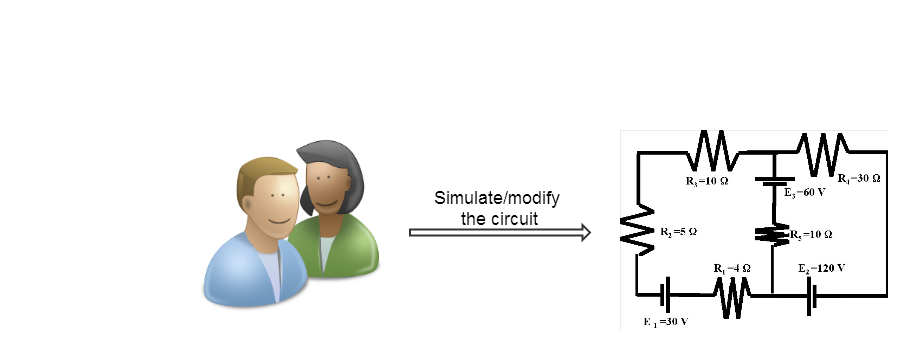 Simulate/modify
the circuit
R₃=10 Ω
R₄=30 Ω
E₃=60 V
R₂=5 Ω
R₅=10 Ω
R₁=4 Ω
E₂=120 V
E₁=30 V